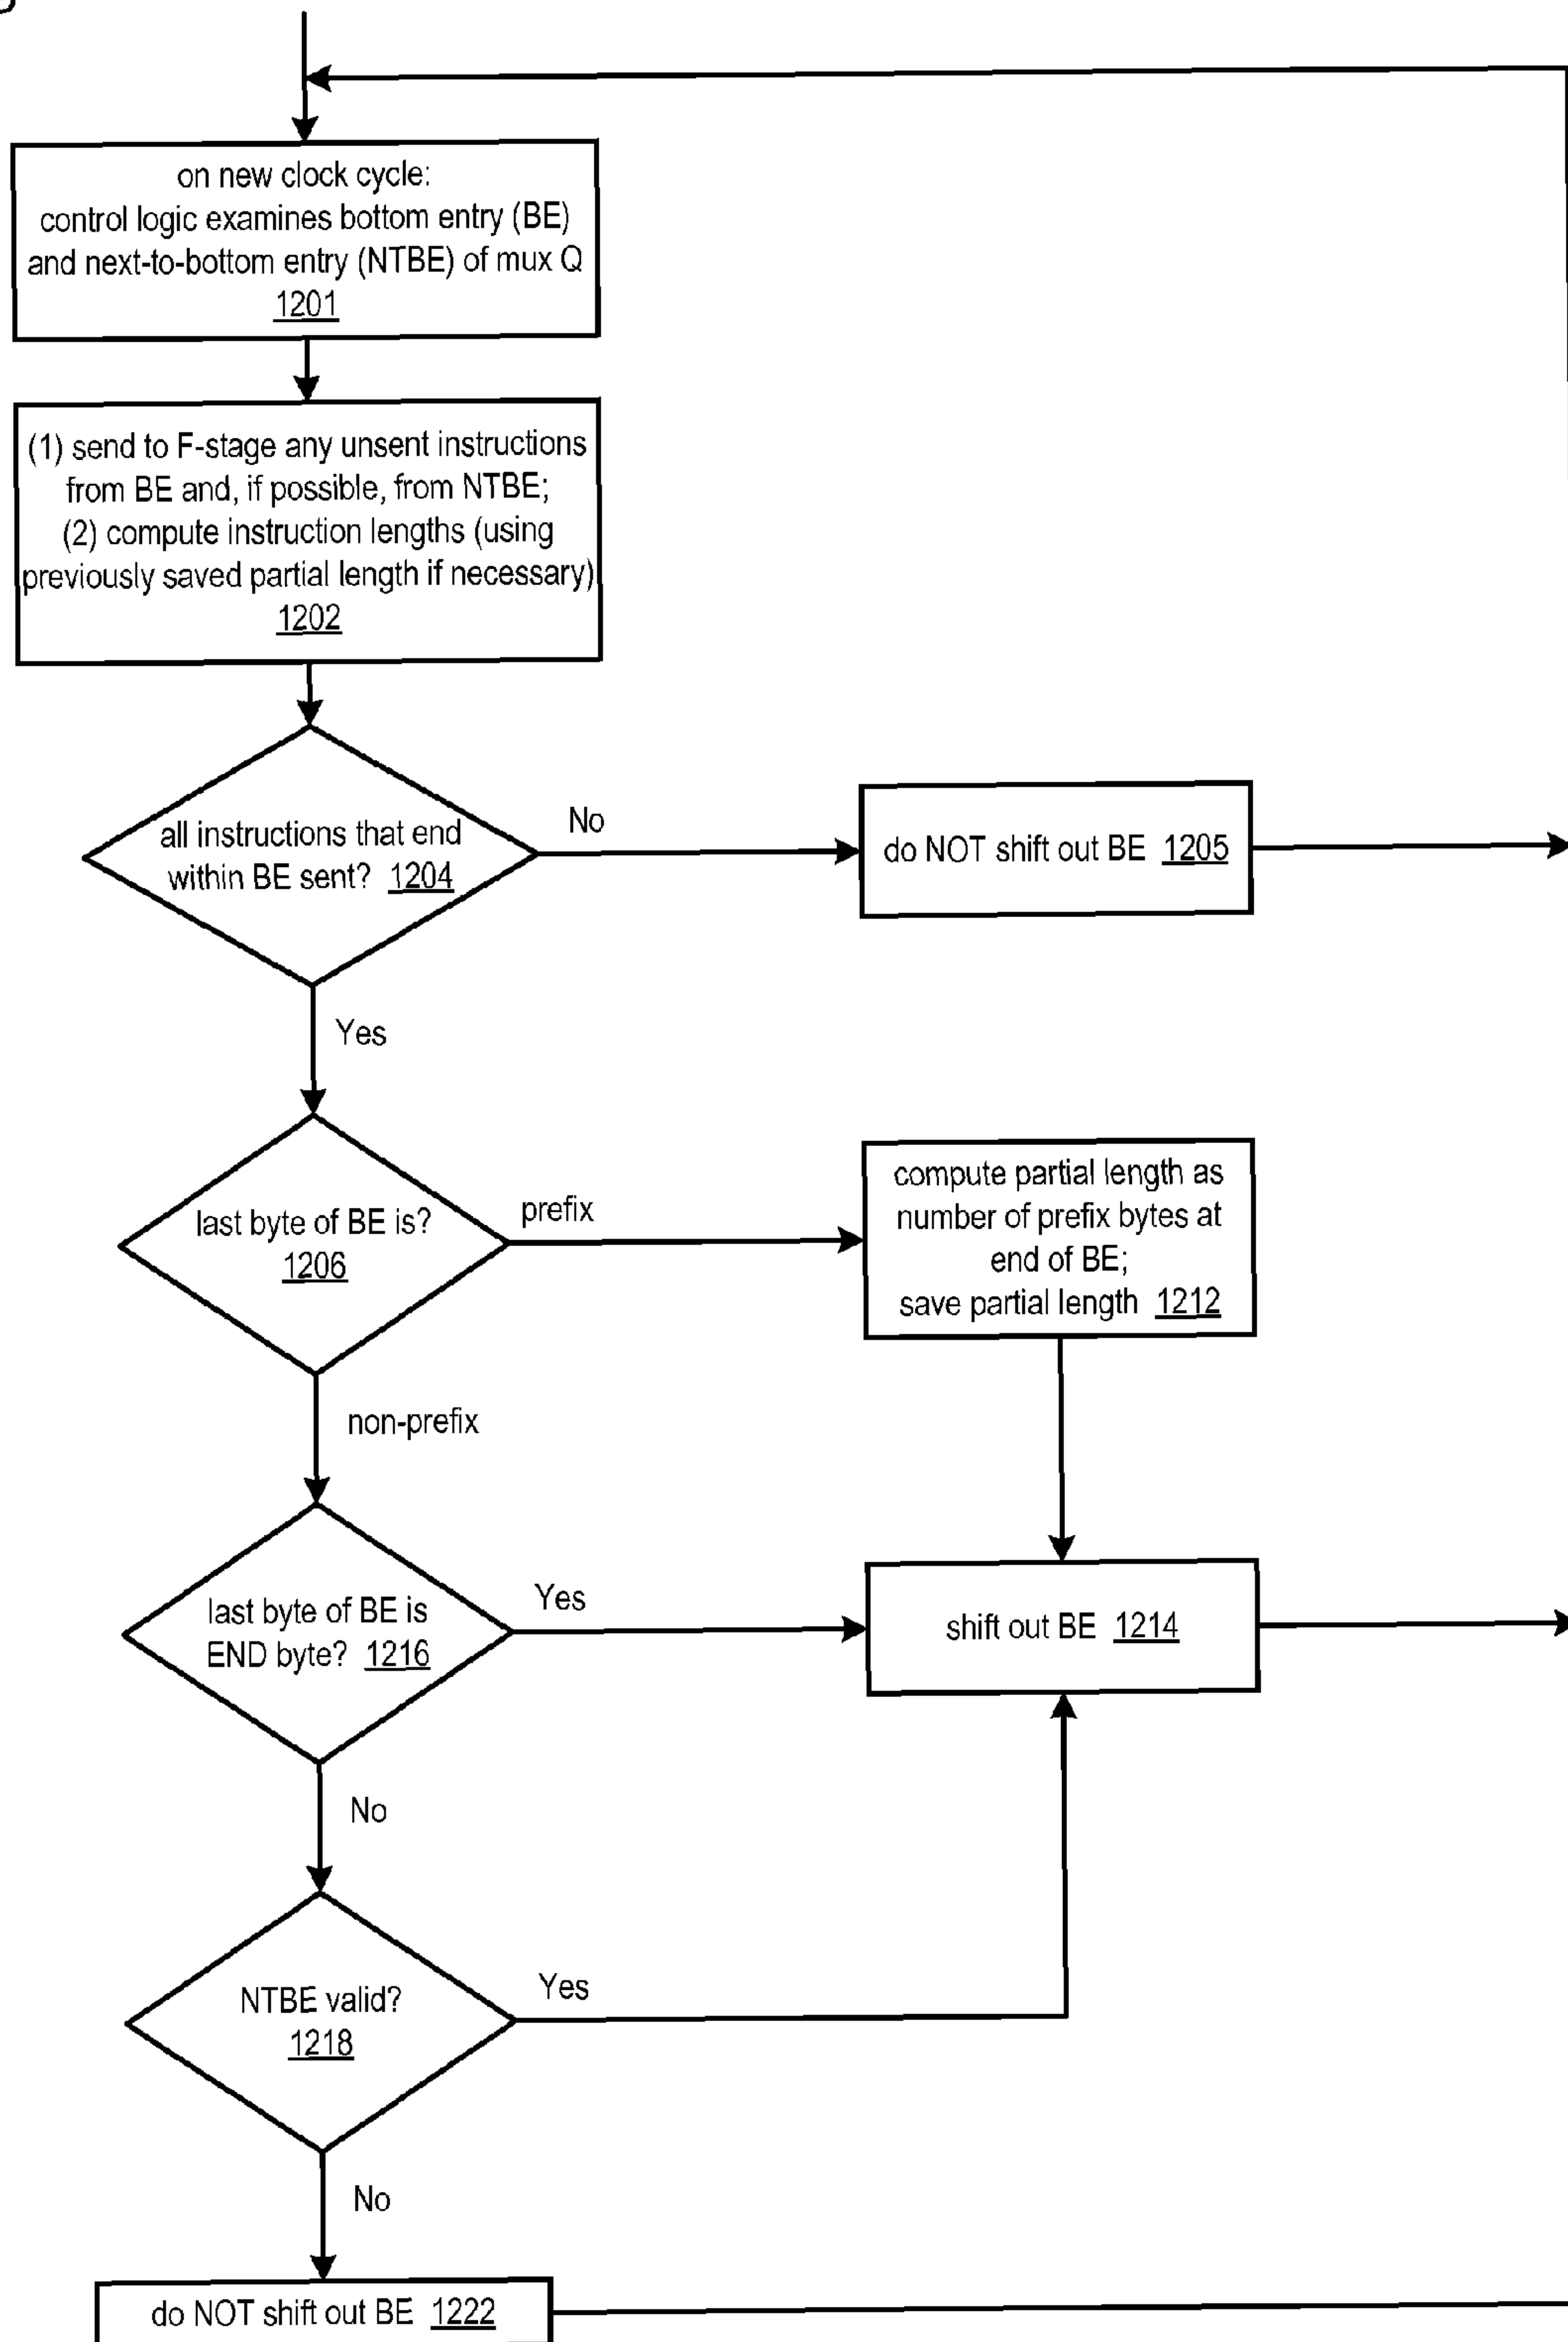 on new clock cycle:
control logic examines bottom entry (BE)
and next-to-bottom entry (NTBE) of mux Q
1201
(1) send to F-stage any unsent instructions
from BE and, if possible, from NTBE;
(2) compute instruction lengths (using
previously saved partial length if necessary)
1202
all instructions that end
within BE sent? 1204
No
do NOT shift out BE 1205
Yes
last byte of BE is?
1206
prefix
compute partial length as
number of prefix bytes at
end of BE;
save partial length 1212
non-prefix
last byte of BE is
END byte? 1216
Yes
shift out BE 1214
No
NTBE valid?
1218
Yes
No
do NOT shift out BE 1222